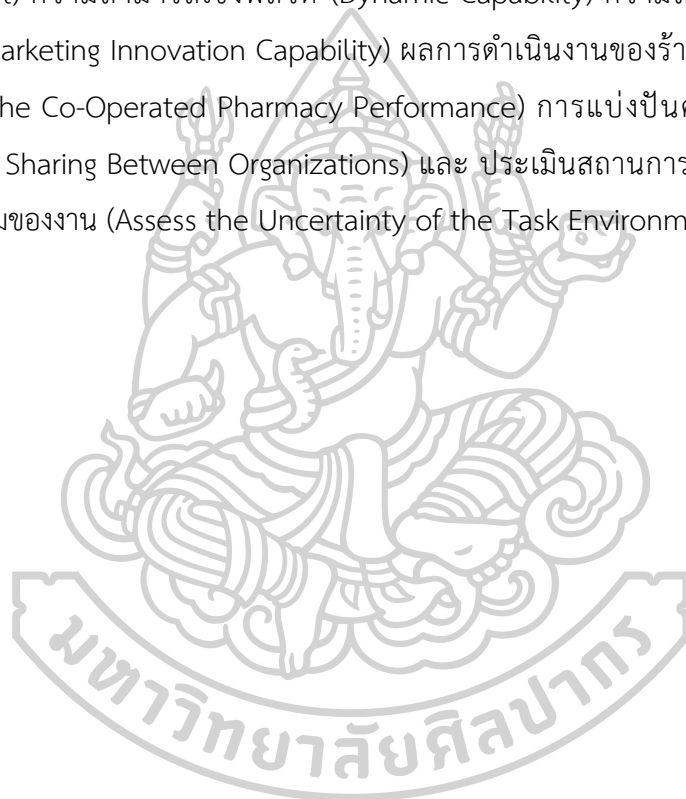 ความสามารถเชิงพลวัต (Dynamic Capability)
arketing Innovation Capability) ผลการดำเนินงานของร้า
he Co-Operated Pharmacy Performance) การแบ่งปันค
Sharing Between Organizations) และ ประเมินสถานการ
มของงาน (Assess the Uncertainty of the Task Environm
มหาวิทยาลัยศิลปากร